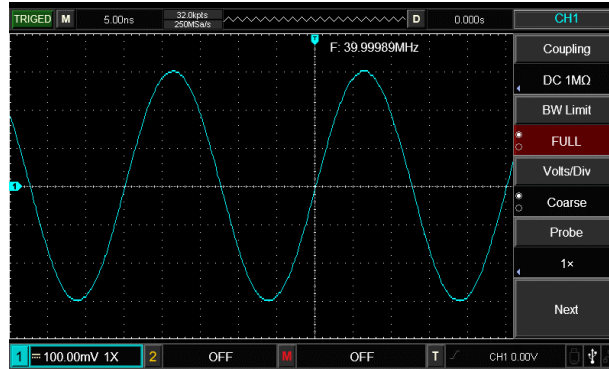 TRIGED M 5.00ns 32.0kpts 250MSa/s D 0.000s CH1
T
F: 39.99989MHz
Coupling
DC 1MΩ
BW Limit
FULL
Volts/Div
1
Coarse
Probe
1×
Next
1 100.00mV 1X 2 OFF M OFF T CH1 0.00V